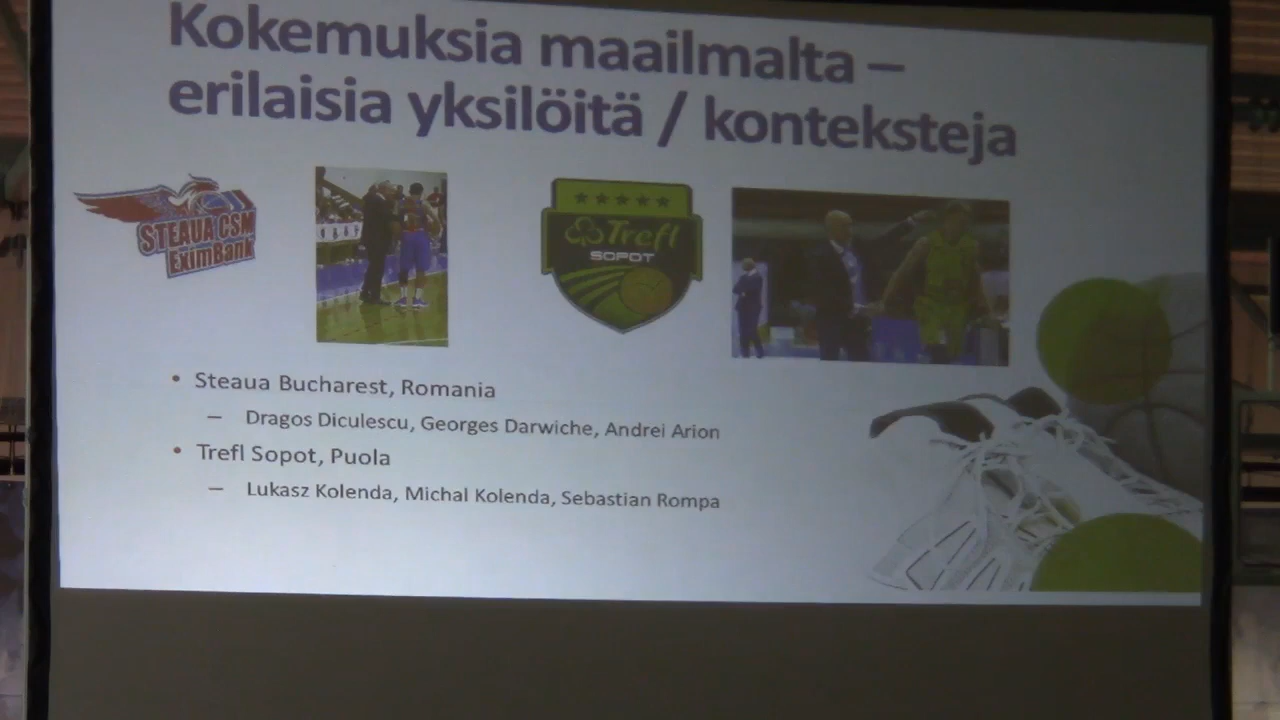 Kokemuksia maailmalta –
erilaisia yksilöitä / konteksteja
STEAUA CSM
EximBank
Trefl
SOPOT
• Steaua Bucharest, Romania
– Dragos Diculescu, Georges Darwiche, Andrei Arion
• Trefl Sopot, Puola
– Lukasz Kolenda, Michal Kolenda, Sebastian Rompa